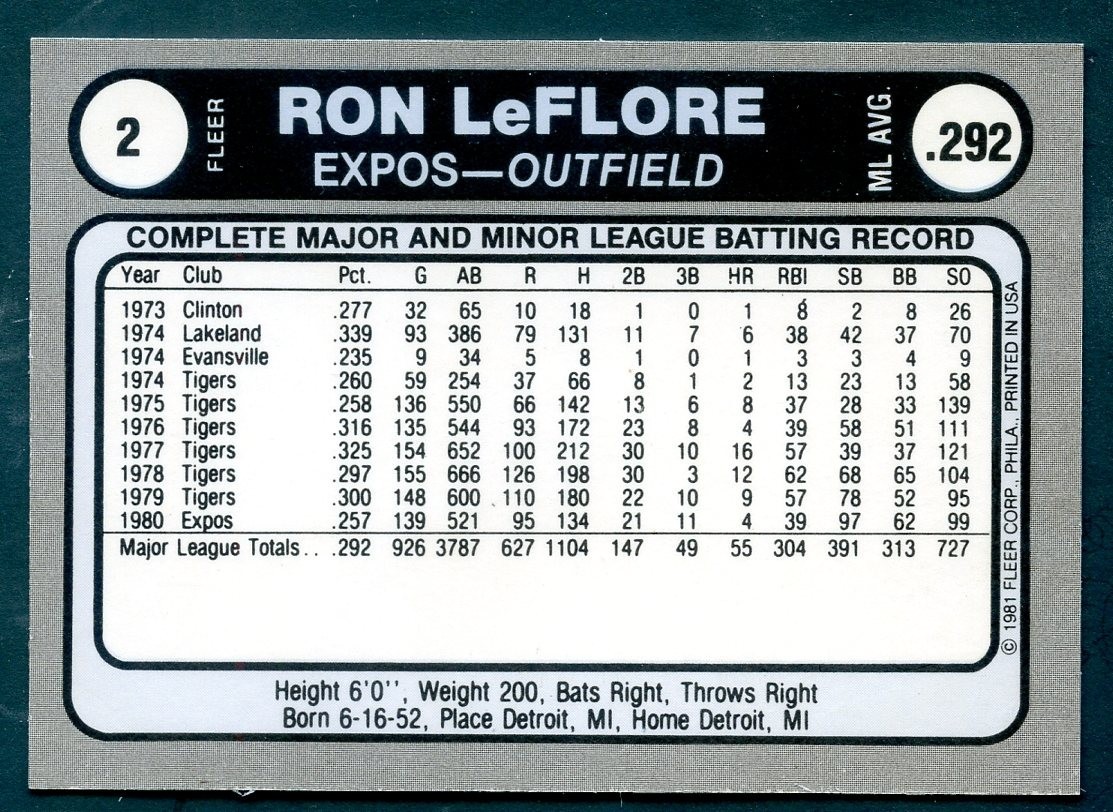 2
FLEER
RON LeFLORE
EXPOS—OUTFIELD
ML AVG.
.292
COMPLETE MAJOR AND MINOR LEAGUE BATTING RECORD
Year Club Pct. G AB R H 2B 3B HR RBI SB BB SO
1973 Clinton .277 32 65 10 18 1 0 1 8 2 8 26
1974 Lakeland .339 93 386 79 131 11 7 6 38 42 37 70
1974 Evansville .235 9 34 5 8 1 0 1 3 3 4 9
1974 Tigers .260 59 254 37 66 8 1 2 13 23 13 58
1975 Tigers .258 136 550 66 142 13 6 8 37 28 33 139
1976 Tigers .316 135 544 93 172 23 8 4 39 58 51 111
1977 Tigers .325 154 652 100 212 30 10 16 57 39 37 121
1978 Tigers .297 155 666 126 198 30 3 12 62 68 65 104
1979 Tigers .300 148 600 110 180 22 10 9 57 78 52 95
1980 Expos .257 139 521 95 134 21 11 4 39 97 62 99
Major League Totals . . .292 926 3787 627 1104 147 49 55 304 391 313 727
© 1981 FLEER CORP., PHILA., PRINTED IN USA
Height 6'0'', Weight 200, Bats Right, Throws Right
Born 6-16-52, Place Detroit, MI, Home Detroit, MI